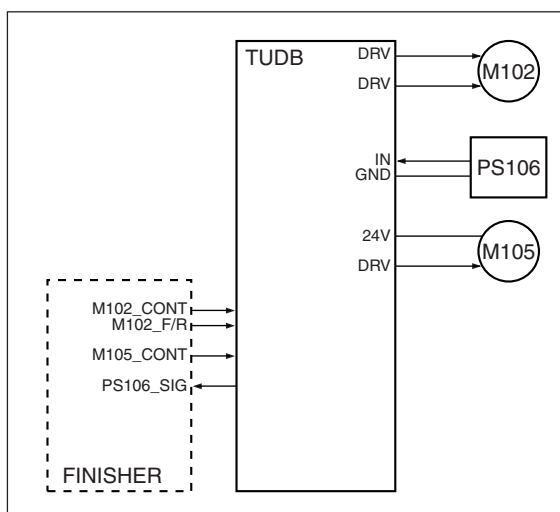 TUDB
DRV
M102
DRV
IN
PS106
GND
24V
M105
DRV
M102_CONT
M102_F/R
M105_CONT
PS106_SIG
FINISHER